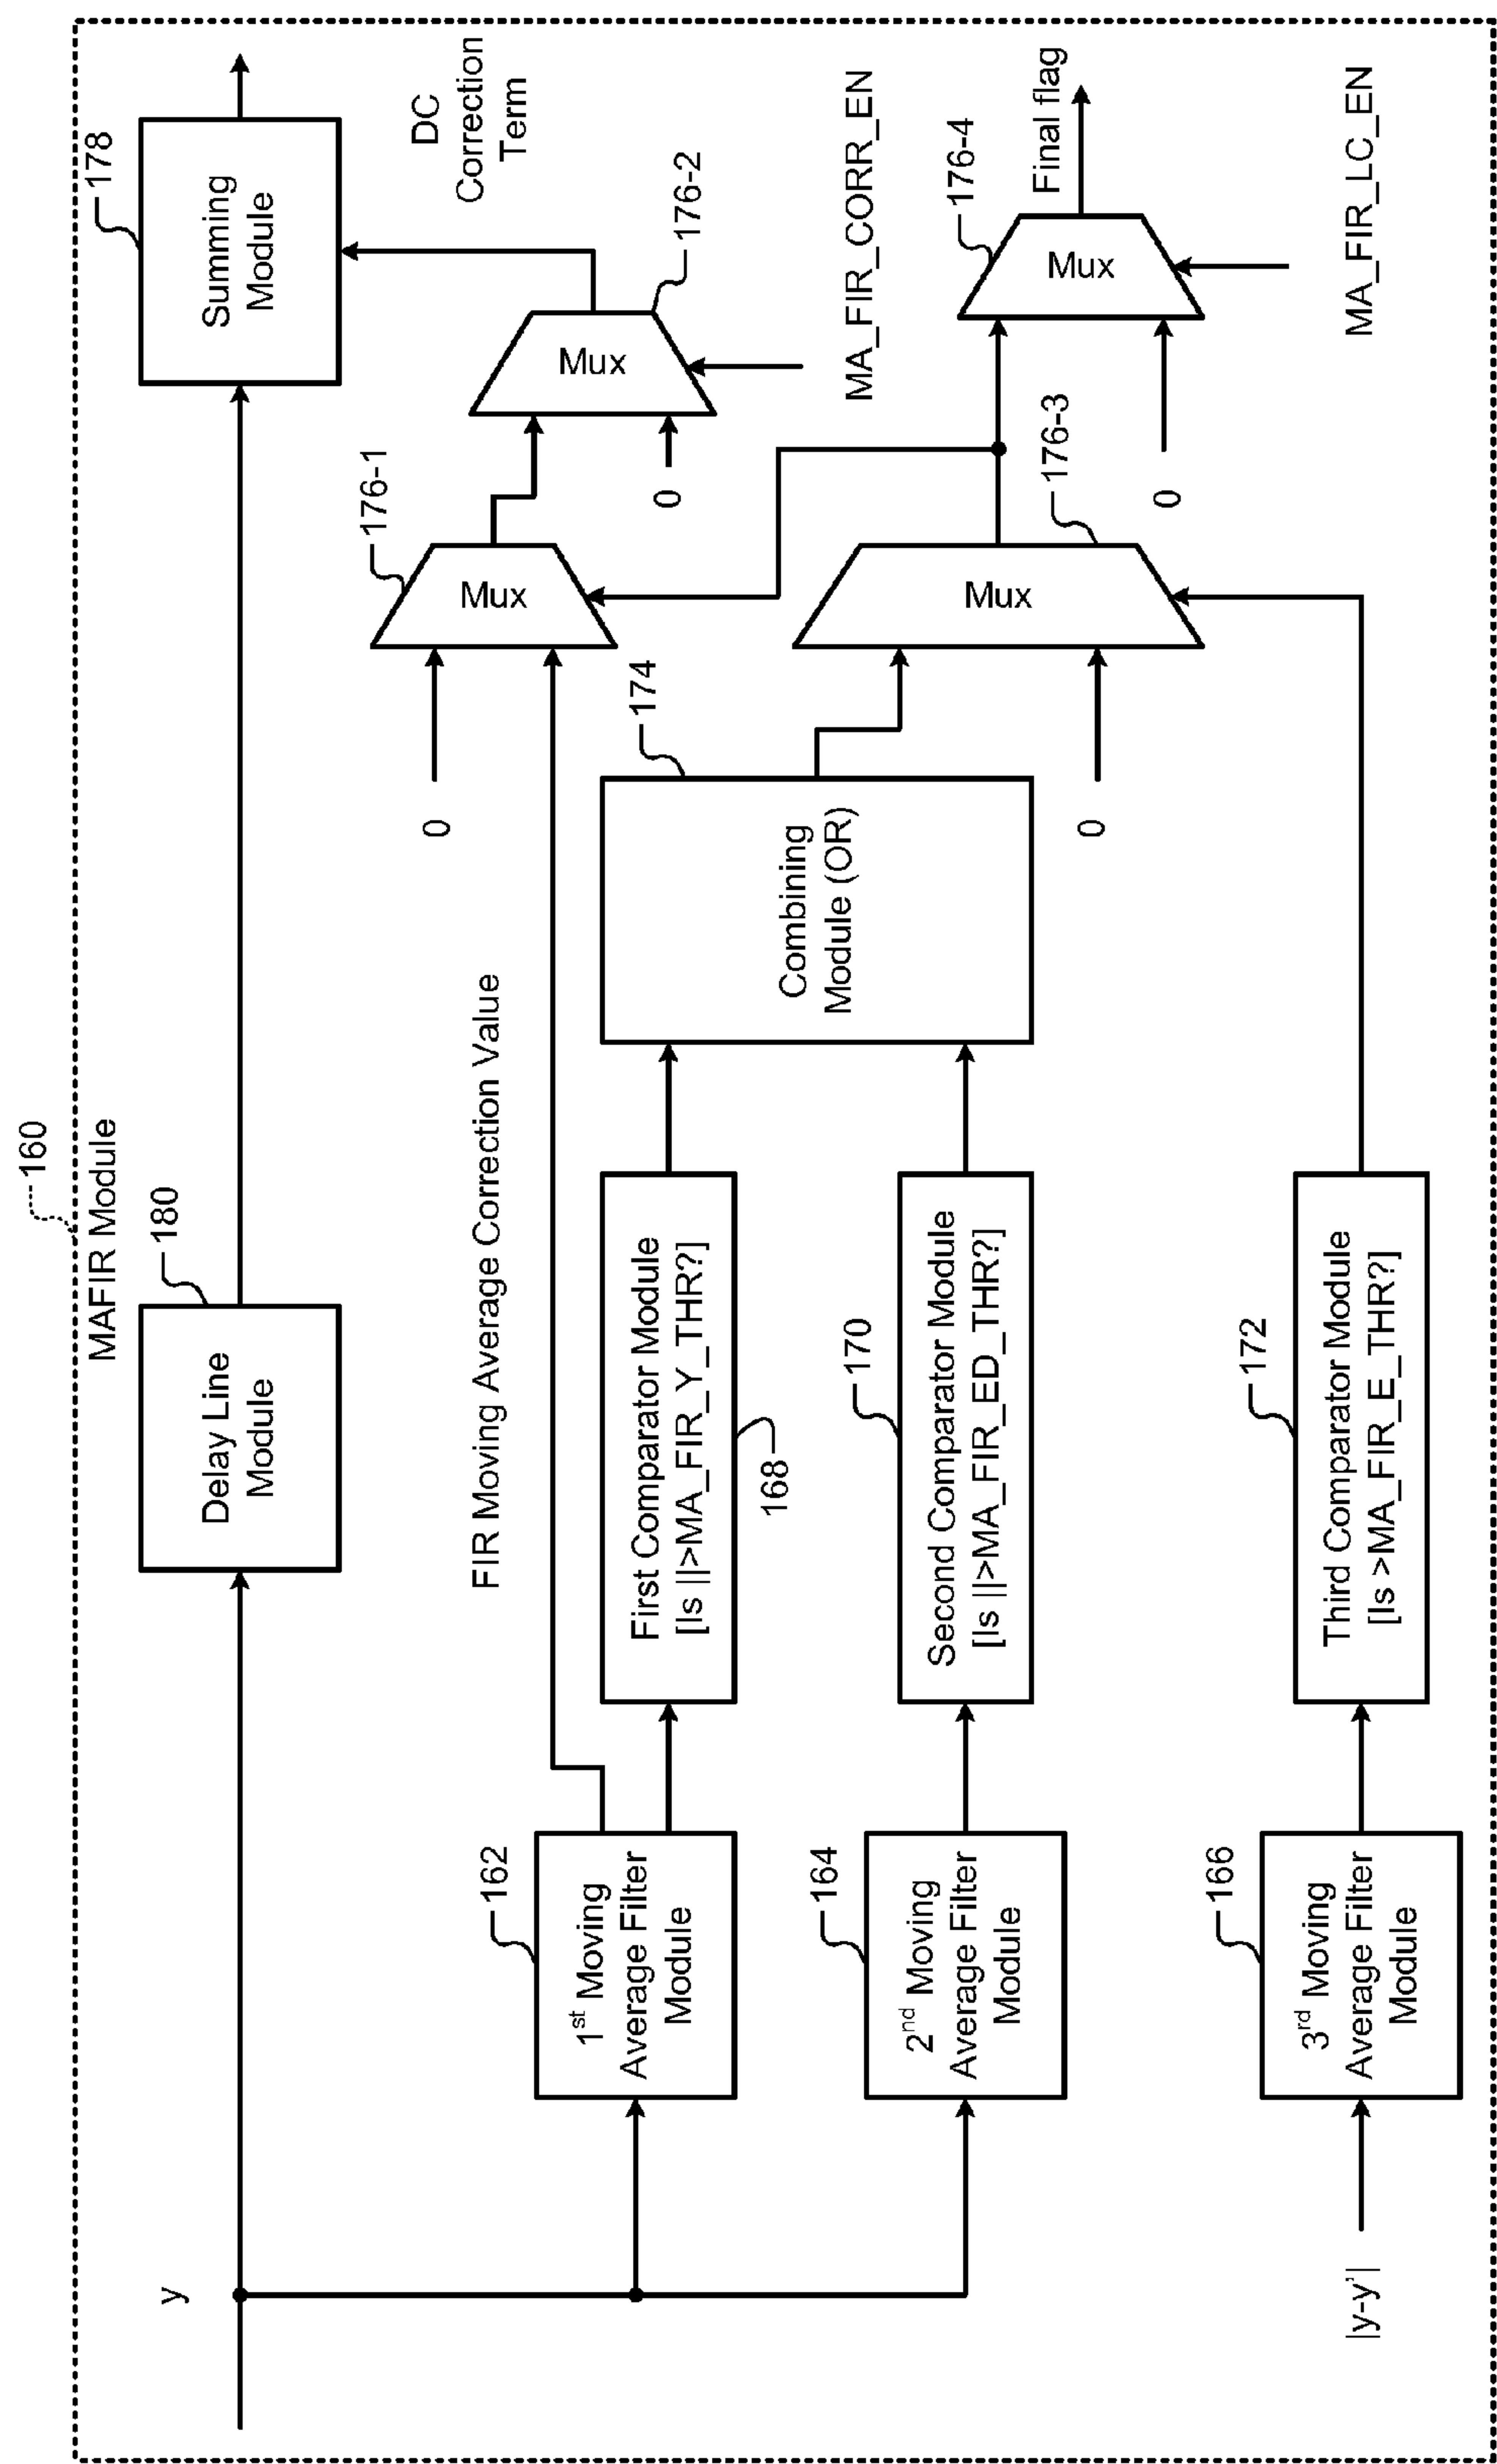 160
MAFIR Module
y
180
Delay Line
Module
178
Summing
Module
DC
Correction
Term
FIR Moving Average Correction Value
0
176-1
Mux
0
176-2
Mux
MA_FIR_CORR_EN
162
1st Moving
Average Filter
Module
First Comparator Module
[Is ||>MA_FIR_Y_THR?]
168
174
Combining
Module (OR)
164
2nd Moving
Average Filter
Module
170
Second Comparator Module
[Is ||>MA_FIR_ED_THR?]
0
176-3
Mux
0
176-4
Mux
Final flag
MA_FIR_LC_EN
|y-y'|
166
3rd Moving
Average Filter
Module
172
Third Comparator Module
[Is >MA_FIR_E_THR?]